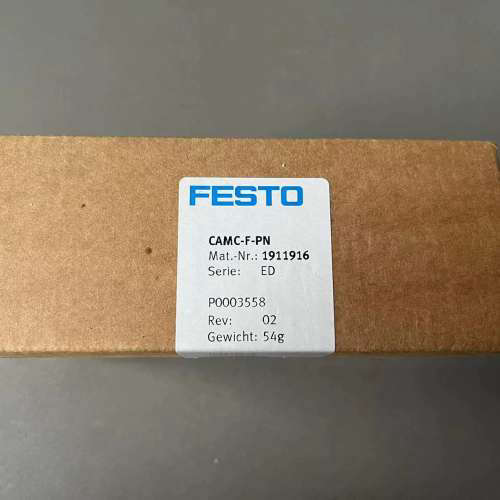 FESTO
CAMC-F-PN
Mat.-Nr.: 1911916
Serie: ED
P0003558
Rev: 02
Gewicht: 54g